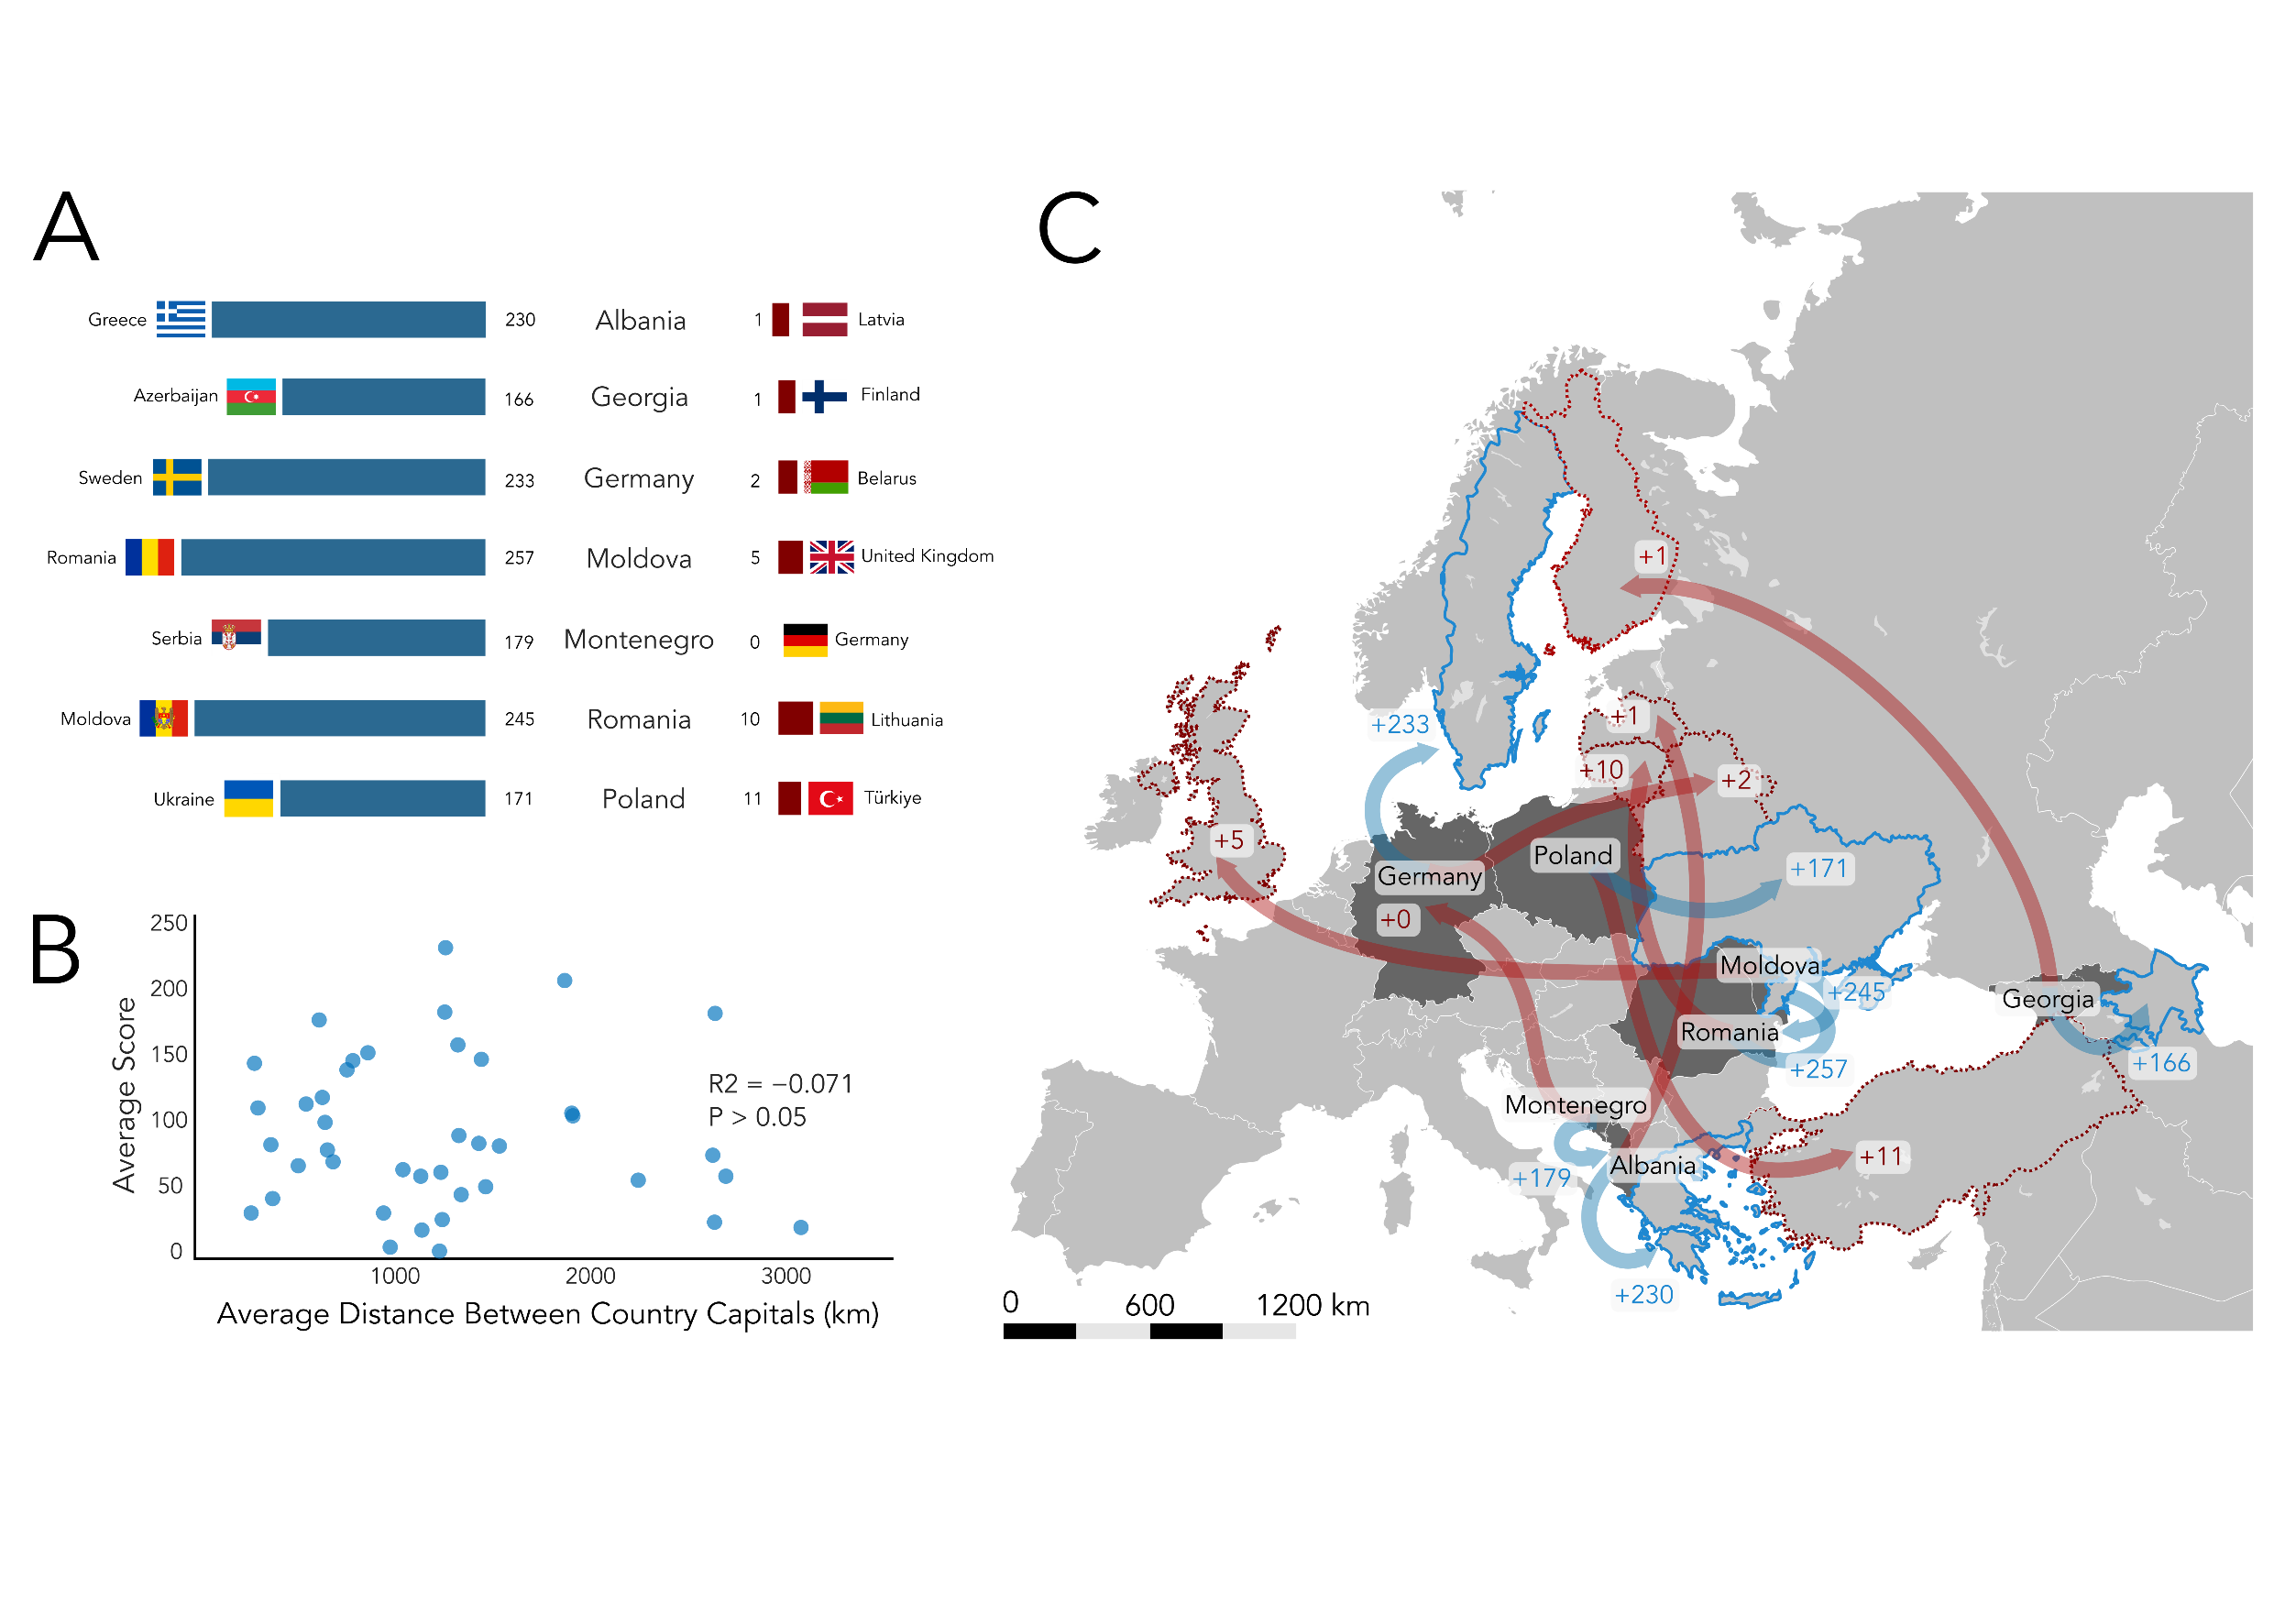 A
Greece 230 Albania 1 Latvia
Azerbaijan 166 Georgia 1 Finland
Sweden 233 Germany 2 Belarus
Romania 257 Moldova 5 United Kingdom
Serbia 179 Montenegro 0 Germany
Moldova 245 Romania 10 Lithuania
Ukraine 171 Poland 11 Türkiye
B
Average Score
250
200
150
100
50
0
R2 = −0.071
P > 0.05
1000 2000 3000
Average Distance Between Country Capitals (km)
C
+1
+1
+233
+10
+2
+5
Poland
+171
Germany
+0
Moldova
+245
Georgia
Romania
+257
+166
Montenegro
+11
Albania
+179
+230
0 600 1200 km